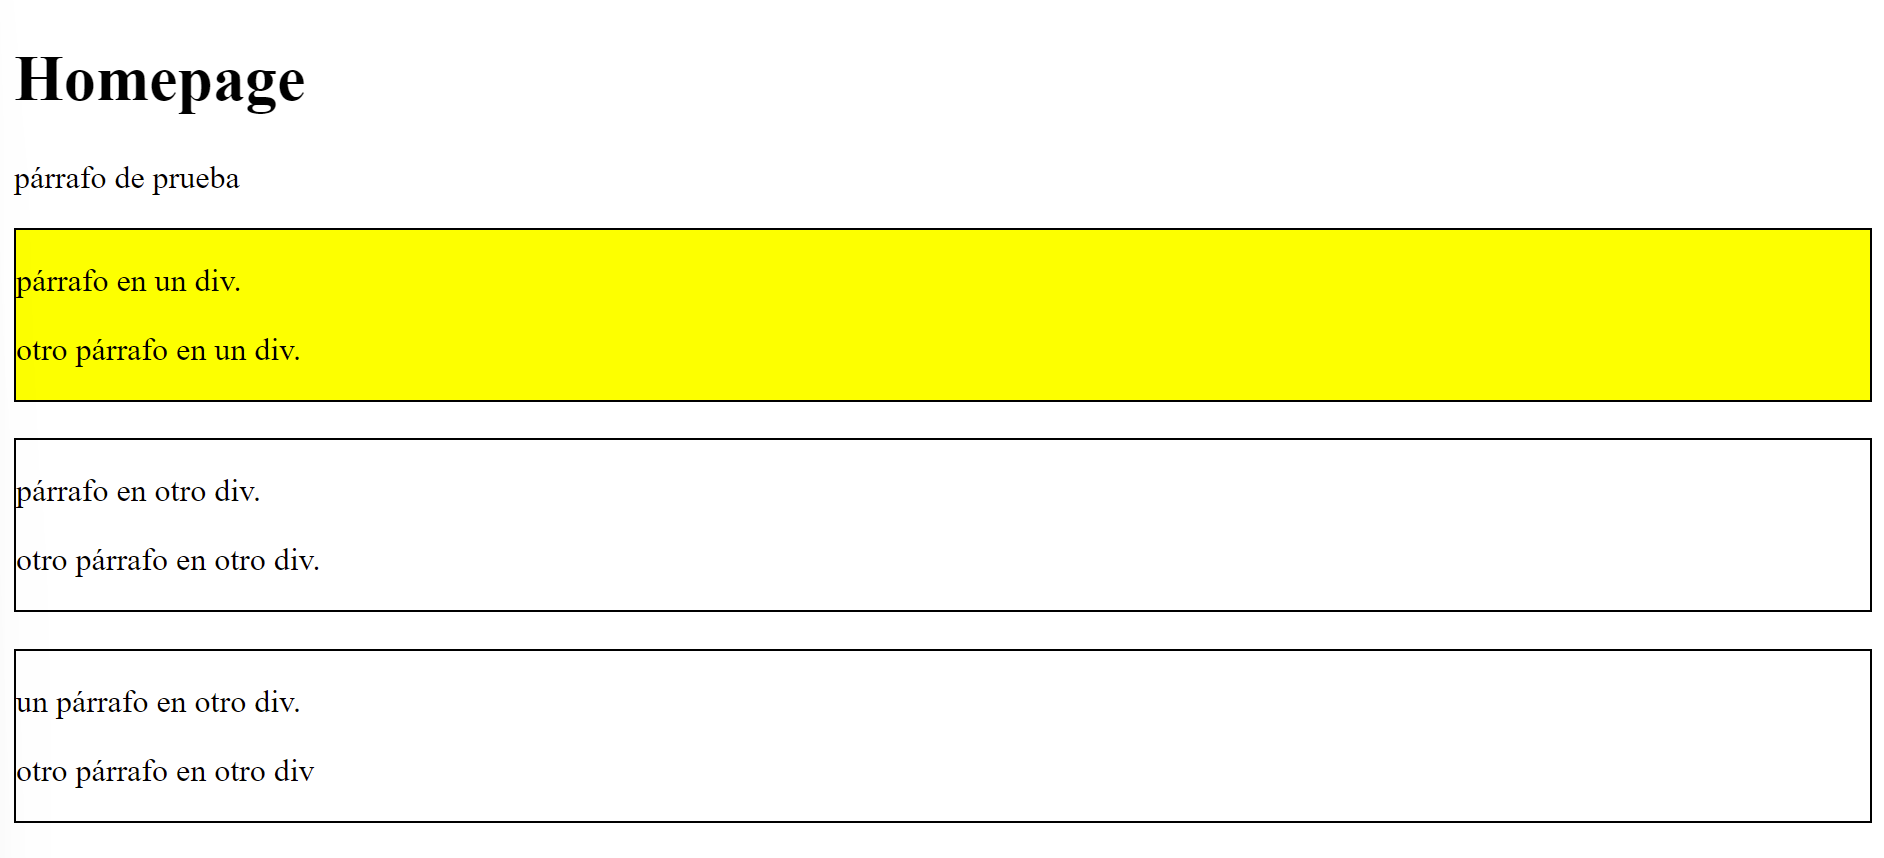 Homepage
párrafo de prueba
párrafo en un div.
otro párrafo en un div.
párrafo en otro div.
otro párrafo en otro div.
un párrafo en otro div.
otro párrafo en otro div